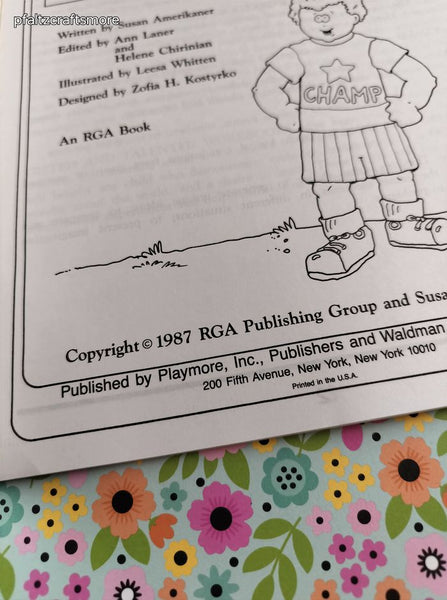 pfaltzcraftsmore
Written by Susan Amerikaner
Edited by Ann Laner
and
Helene Chirinian
Illustrated by Leesa Whitten
Designed by Zofia H. Kostyrko
An RGA Book
CHAMP
Copyright © 1987 RGA Publishing Group and Susa
Published by Playmore, Inc., Publishers and Waldman
200 Fifth Avenue, New York, New York 10010
Printed in the U.S.A.